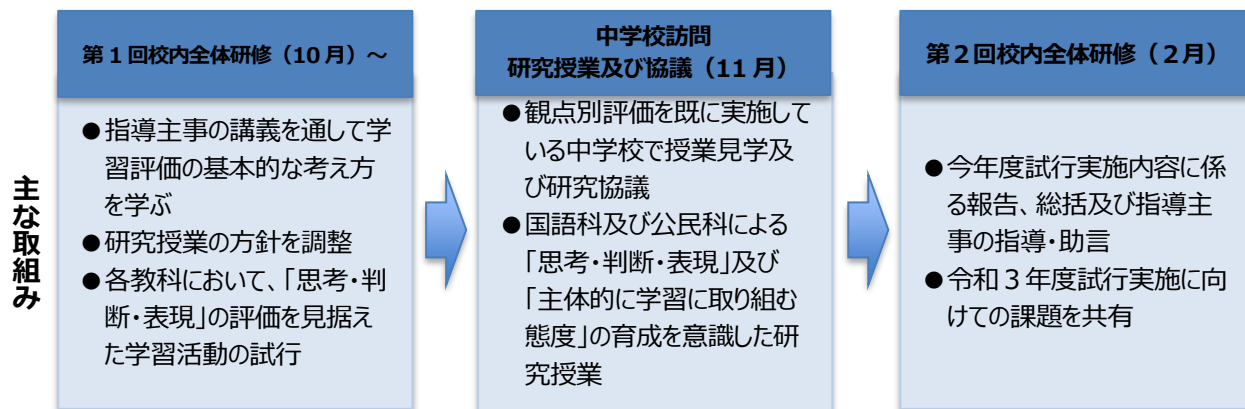 主な取組み
第1回校内全体研修（10月）～
●指導主事の講義を通して学
習評価の基本的な考え方
を学ぶ
●研究授業の方針を調整
●各教科において、「思考・判
断・表現」の評価を見据え
た学習活動の試行
中学校訪問
研究授業及び協議（11月）
●観点別評価を既に実施して
いる中学校で授業見学及
び研究協議
●国語科及び公民科による
「思考・判断・表現」及び
「主体的に学習に取り組む
態度」の育成を意識した研
究授業
第2回校内全体研修（2月）
●今年度試行実施内容に係
る報告、総括及び指導主
事の指導・助言
●令和3年度試行実施に向
けての課題を共有